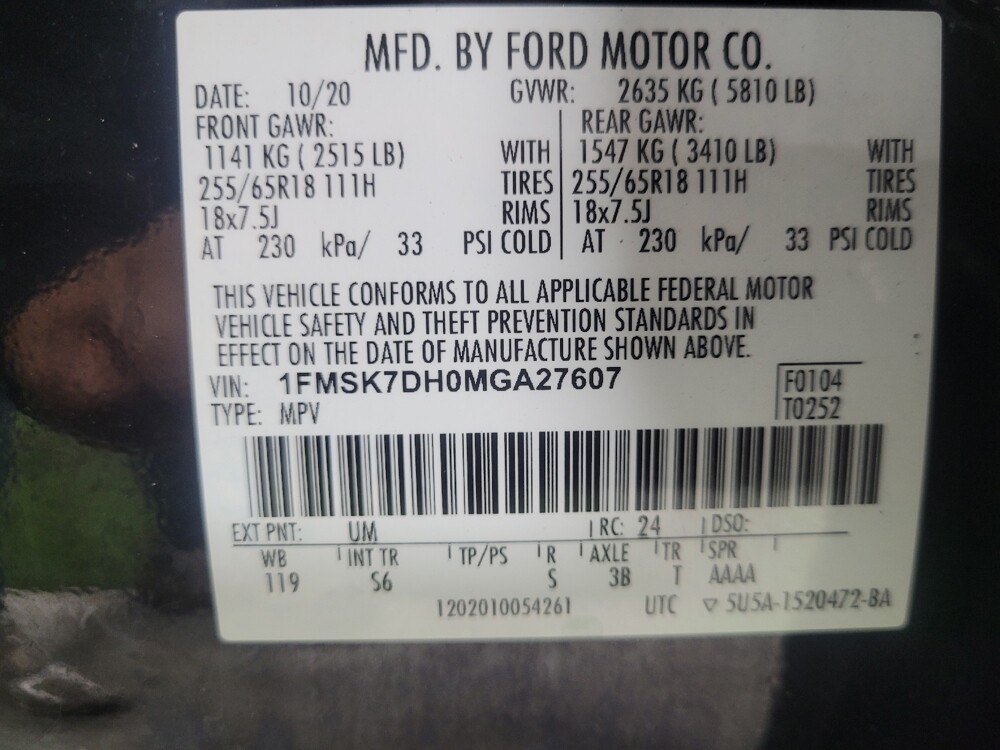 MFD. BY FORD MOTOR CO.
DATE: 10/20 GVWR: 2635 KG ( 5810 LB)
FRONT GAWR: REAR GAWR:
1141 KG ( 2515 LB) WITH 1547 KG ( 3410 LB) WITH
255/65R18 111H TIRES 255/65R18 111H TIRES
18x7.5J RIMS 18x7.5J RIMS
AT 230 kPa/ 33 PSI COLD AT 230 kPa/ 33 PSI COLD
THIS VEHICLE CONFORMS TO ALL APPLICABLE FEDERAL MOTOR
VEHICLE SAFETY AND THEFT PREVENTION STANDARDS IN
EFFECT ON THE DATE OF MANUFACTURE SHOWN ABOVE.
VIN: 1FMSK7DH0MGA27607 F0104
TYPE: MPV T0252
EXT PNT: UM RC: 24 DSO:
WB INT TR TP/PS R AXLE TR SPR
119 S6 S 3B T AAAA
1202010054261 UTC ▽ 5U5A-1520472-BA